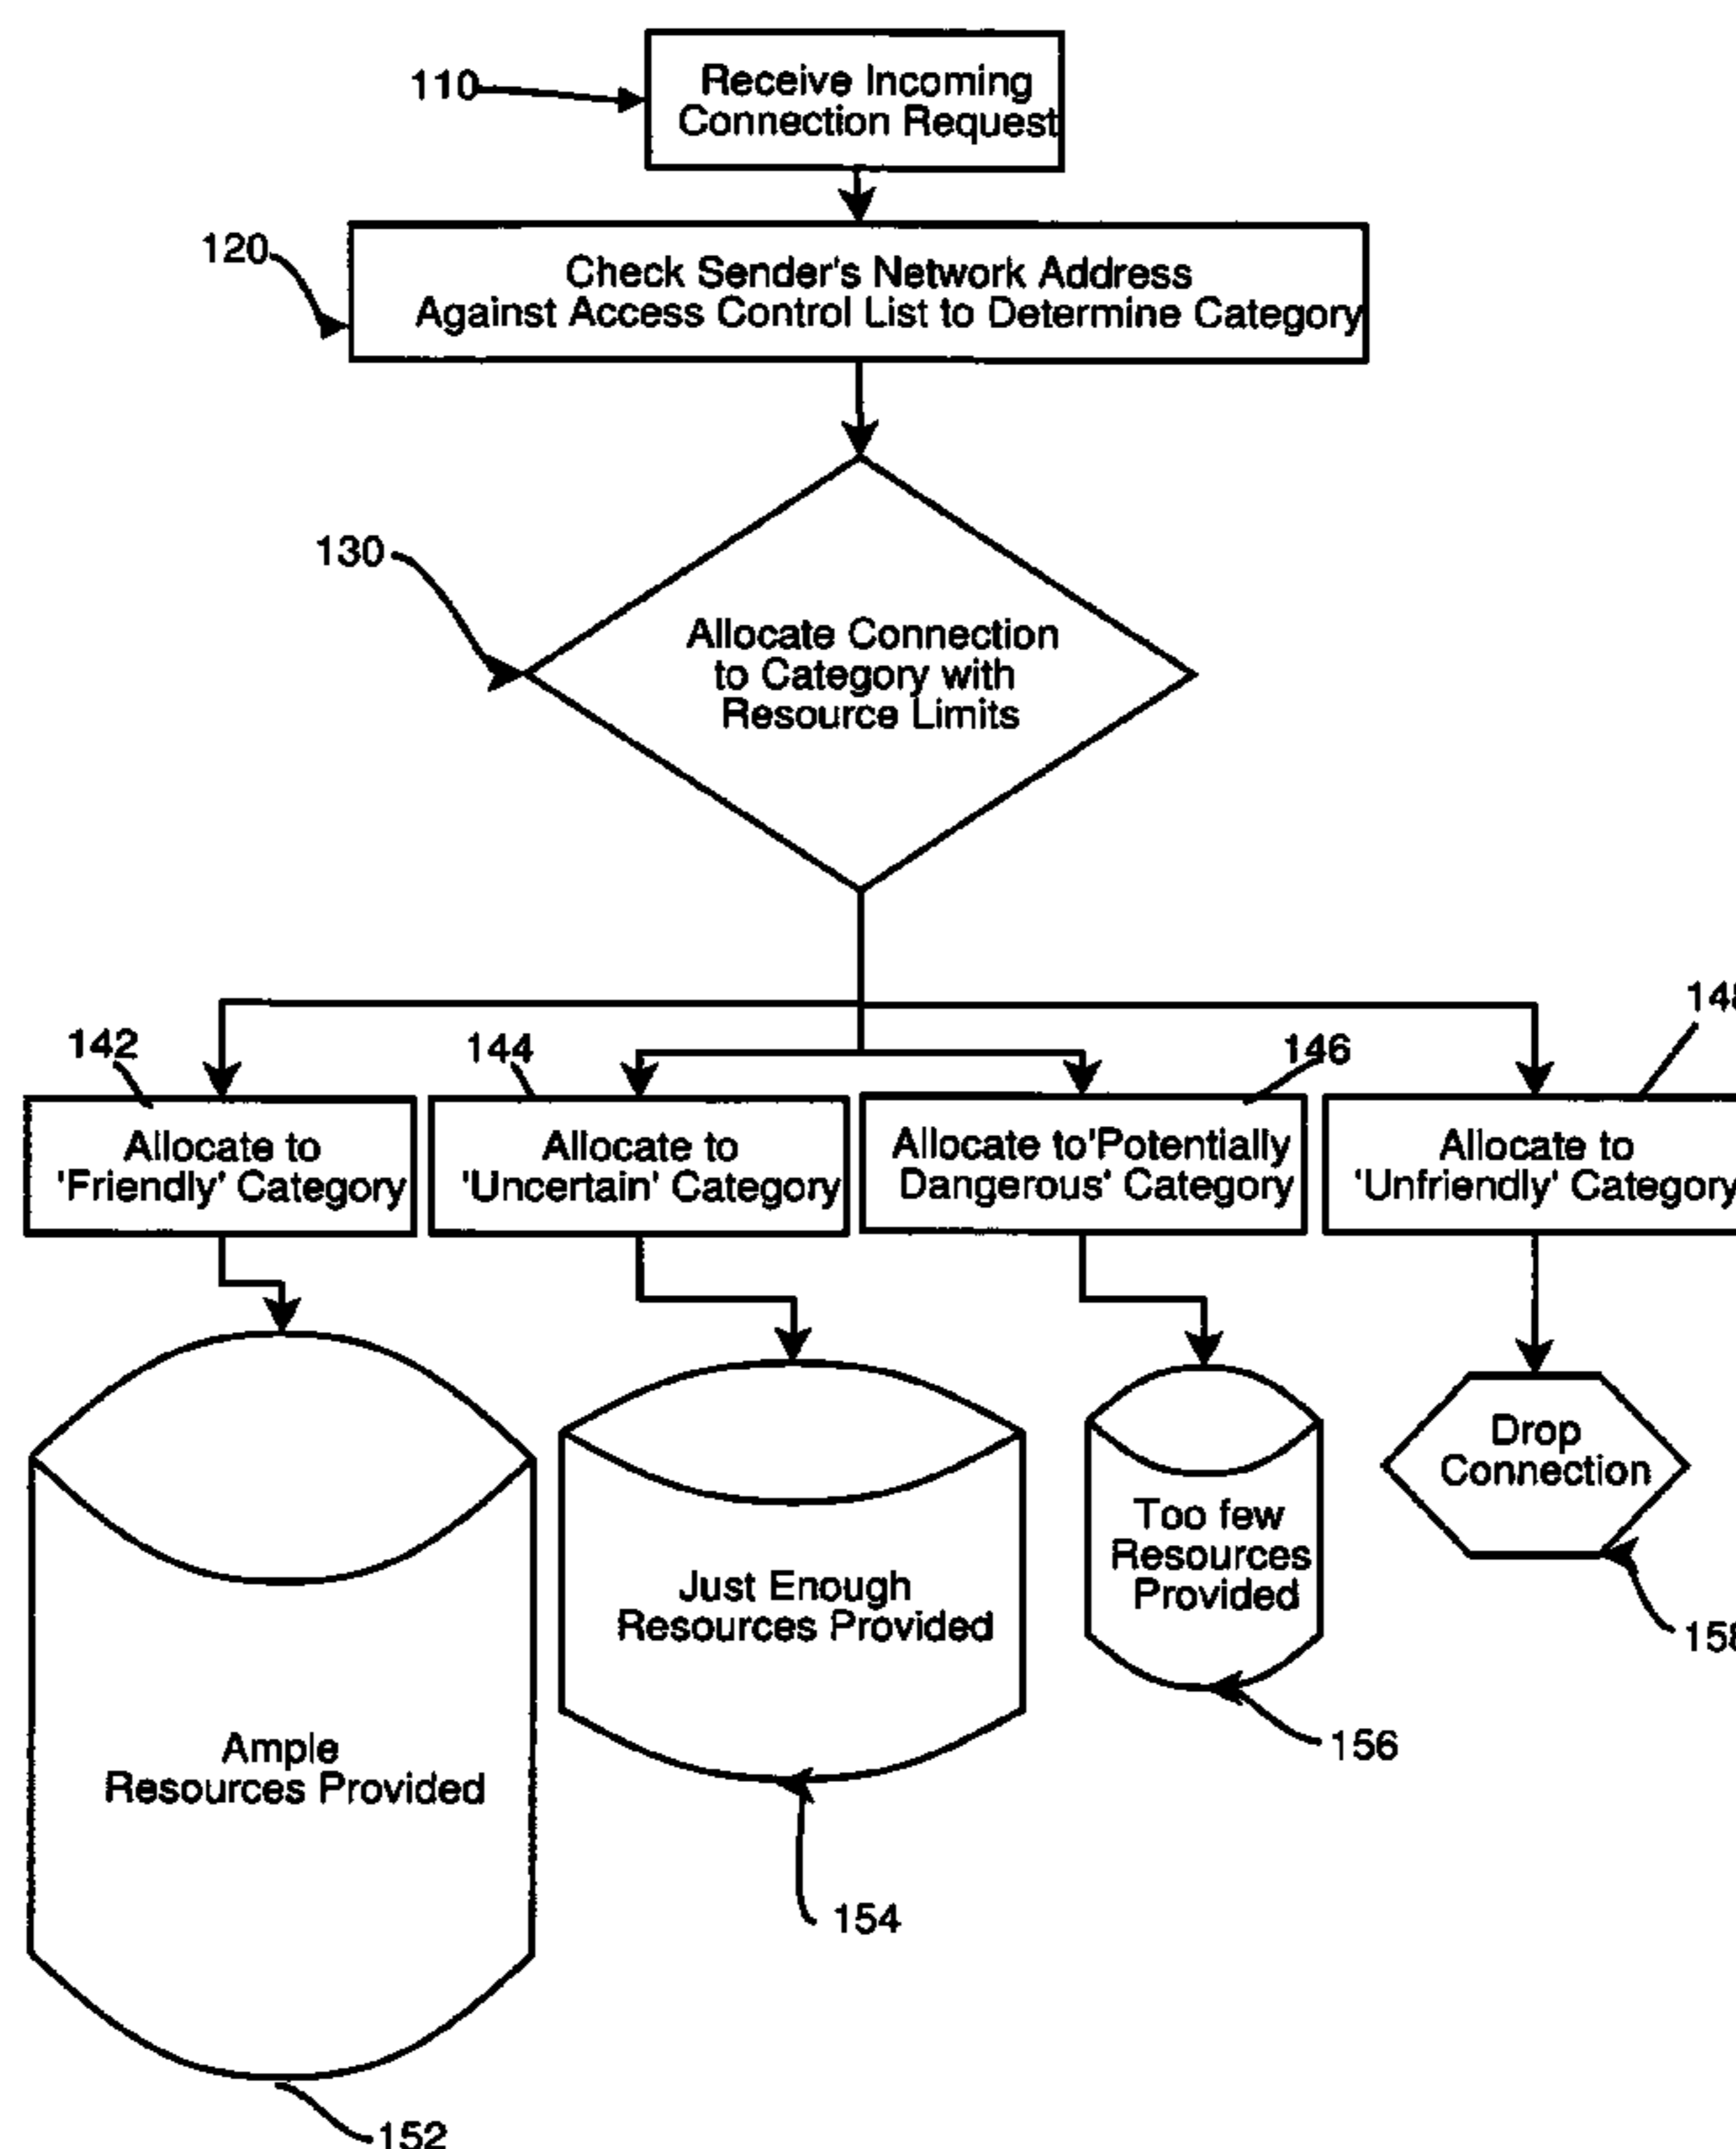 110
Receive Incoming
Connection Request
120
Check Sender's Network Address
Against Access Control List to Determine Category
130
Allocate Connection
to Category with
Resource Limits
142
144
146
Allocate to
'Friendly' Category
Allocate to
'Uncertain' Category
Allocate to'Potentially
Dangerous' Category
Allocate to
'Unfriendly' Category
Drop
Connection
Too few
Resources
Provided
Just Enough
Resources Provided
156
Ample
Resources Provided
154
152